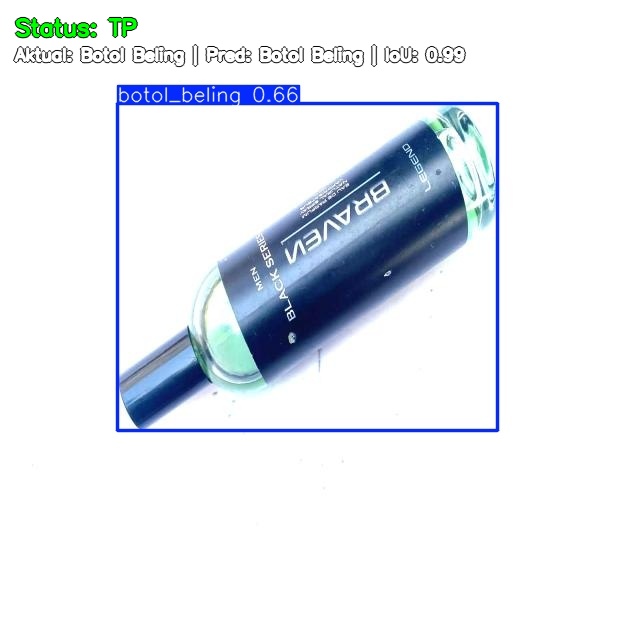 Status: TP
Aktual: Botol Beling | Pred: Botol Beling | IoU: 0.99
botol_beling 0.66
LEGEND
BRAVEN
BLACK SERIES
MEN